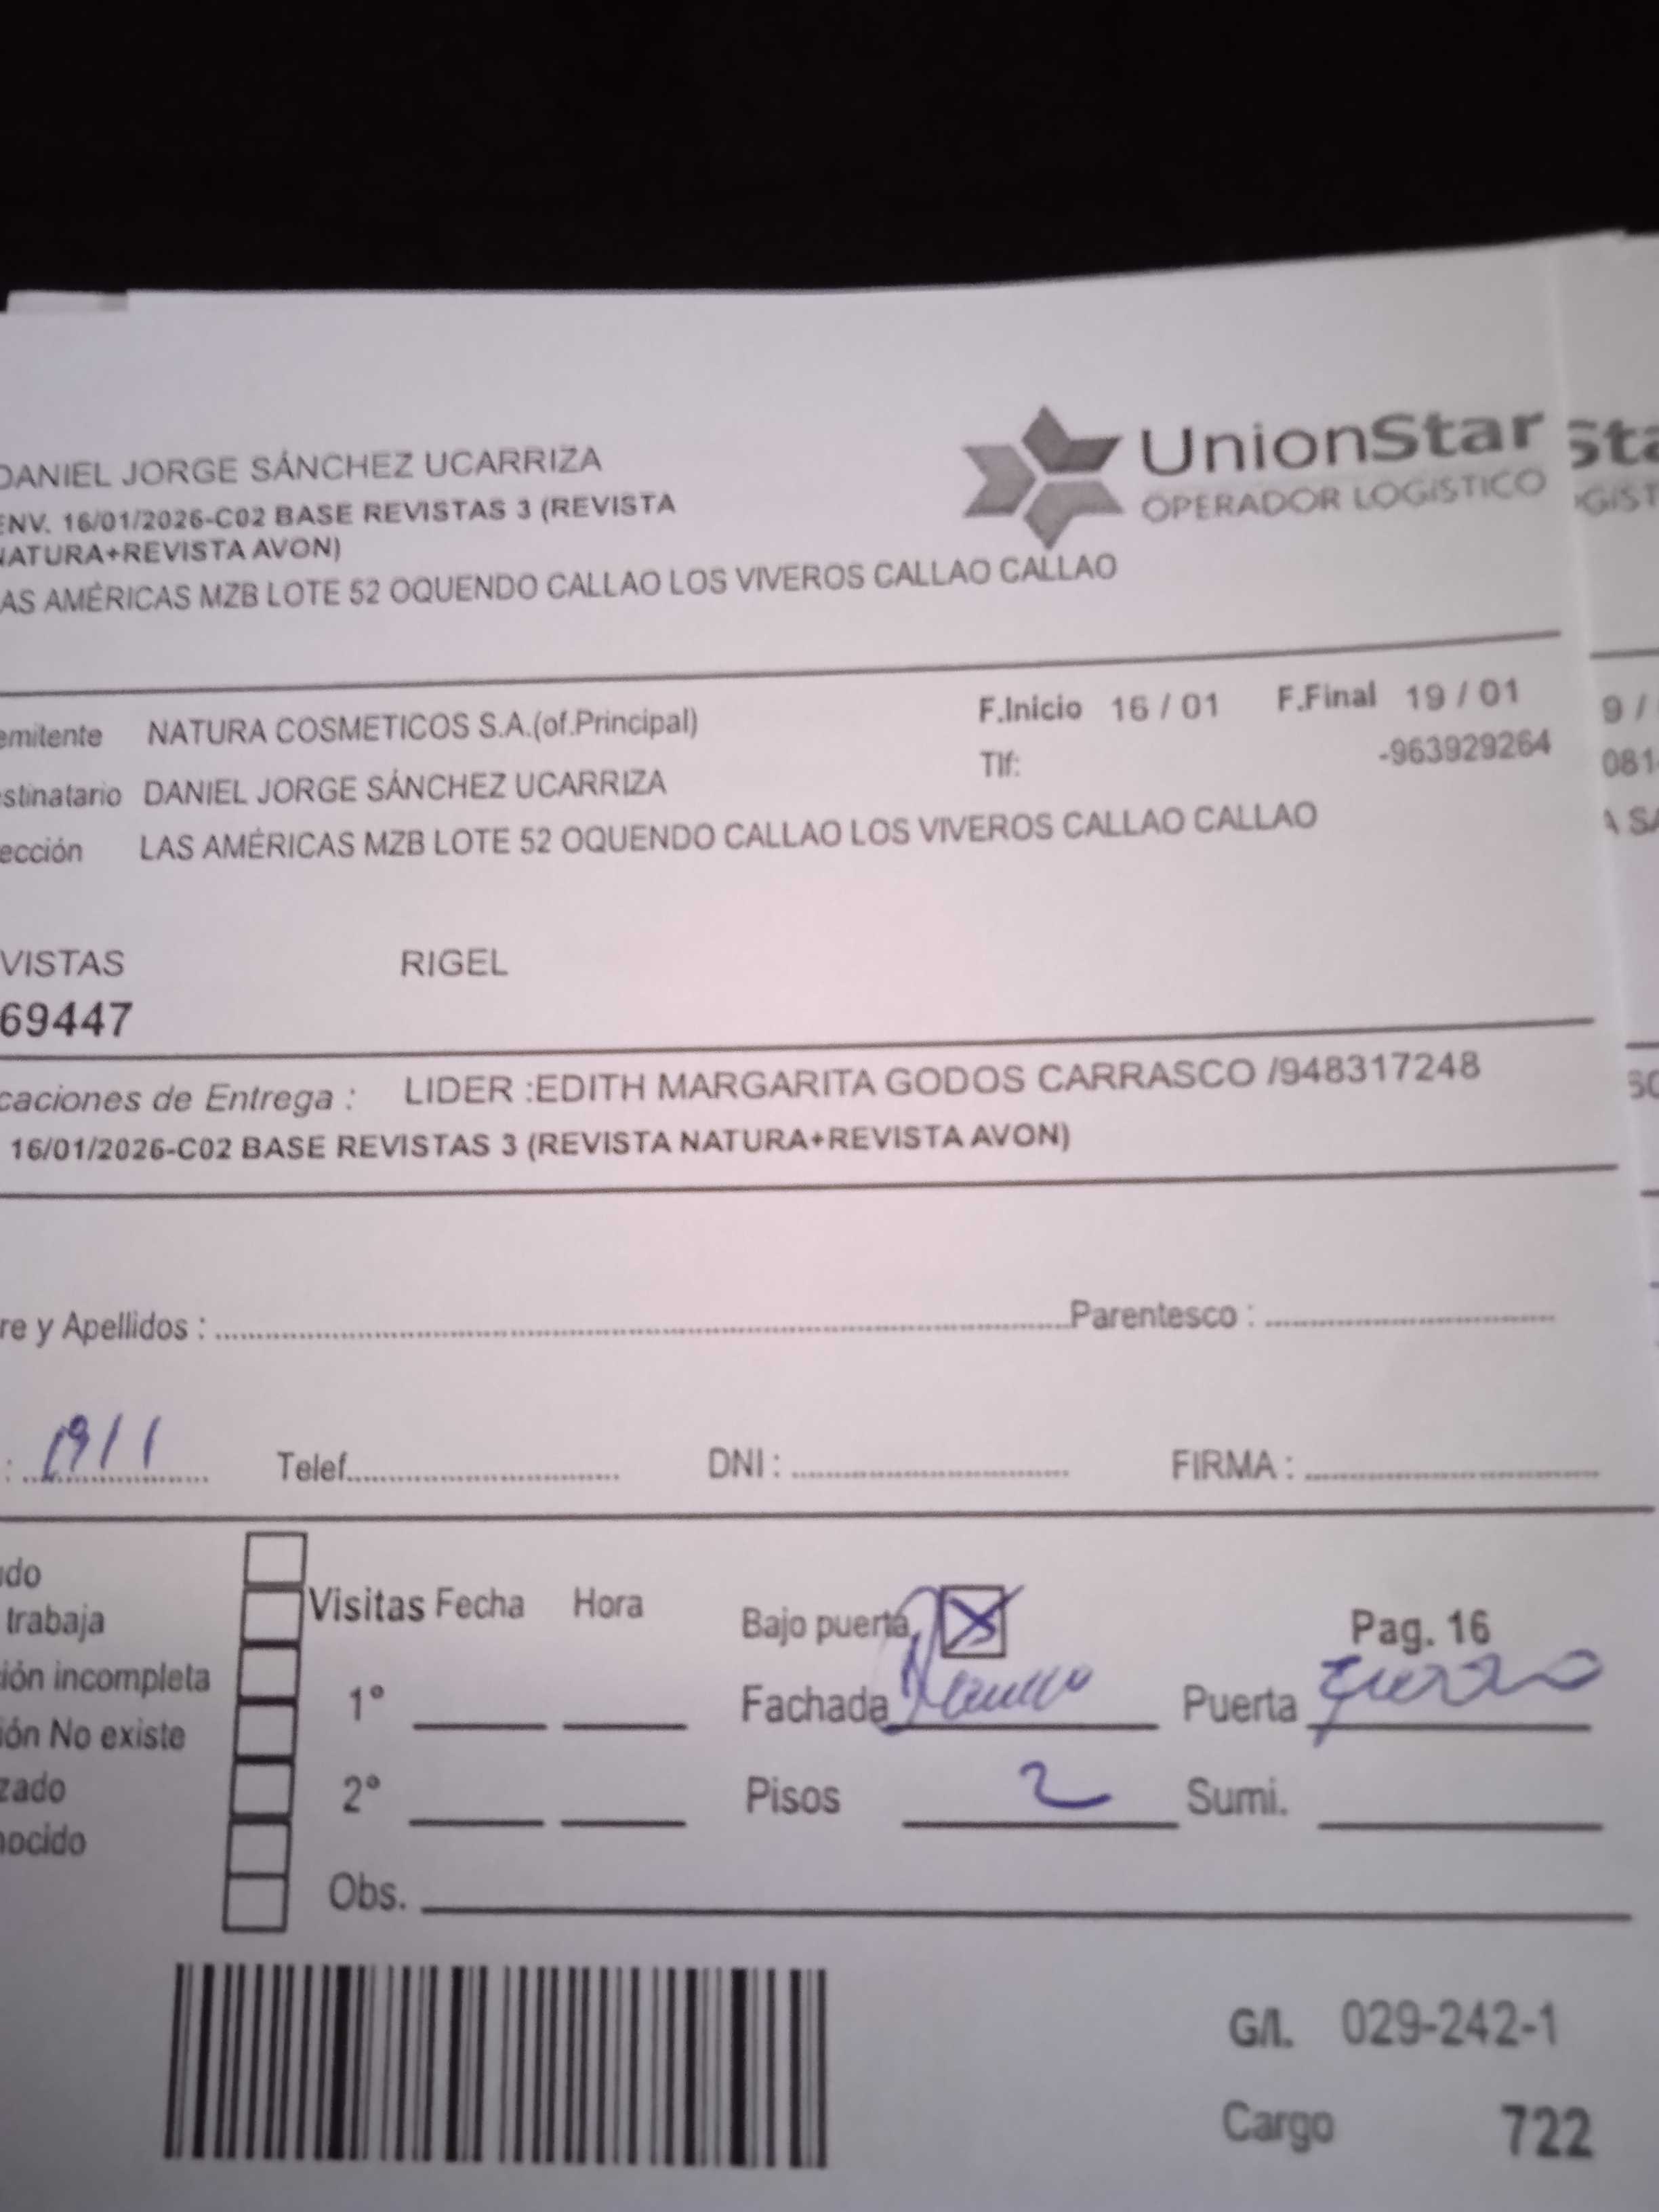 DANIEL JORGE SÁNCHEZ UCARRIZA
ENV. 16/01/2026-C02 BASE REVISTAS 3 (REVISTA
NATURA+REVISTA AVON)
AS AMÉRICAS MZB LOTE 52 OQUENDO CALLAO LOS VIVEROS CALLAO CALLAO
UnionStar
OPERADOR LOGÍSTICO
emitente NATURA COSMETICOS S.A.(of.Principal)
F.Inicio 16 / 01 F.Final 19 / 01
Tlf: -963929264
estinatario DANIEL JORGE SÁNCHEZ UCARRIZA
ección LAS AMÉRICAS MZB LOTE 52 OQUENDO CALLAO LOS VIVEROS CALLAO CALLAO
VISTAS RIGEL
69447
caciones de Entrega : LIDER :EDITH MARGARITA GODOS CARRASCO /948317248
16/01/2026-C02 BASE REVISTAS 3 (REVISTA NATURA+REVISTA AVON)
re y Apellidos : Parentesco :
: 19/1 Telef. DNI : FIRMA :
do
trabaja
ión incompleta
ión No existe
zado
nocido
Visitas Fecha Hora
1°
2°
Obs.
Bajo puerta X
Pag. 16
Fachada Puerta
Pisos 2 Sumi.
G/I. 029-242-1
Cargo 722